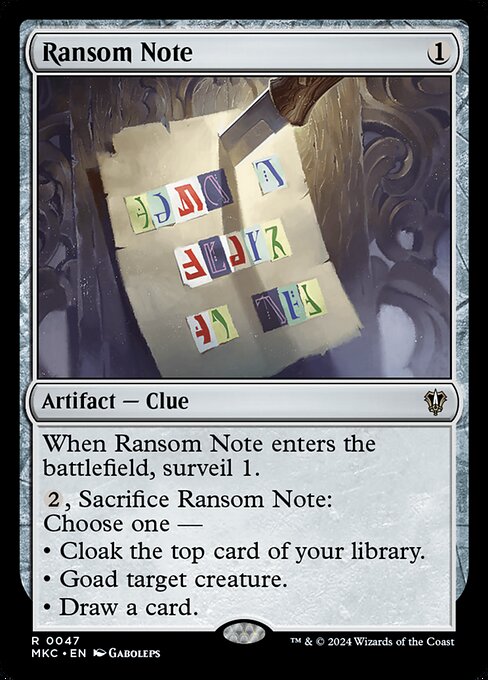 Ransom Note 1
Artifact — Clue
When Ransom Note enters the
battlefield, surveil 1.
2, Sacrifice Ransom Note:
Choose one —
• Cloak the top card of your library.
• Goad target creature.
• Draw a card.
R 0047
MKC • EN Gaboleps
™ & © 2024 Wizards of the Coast